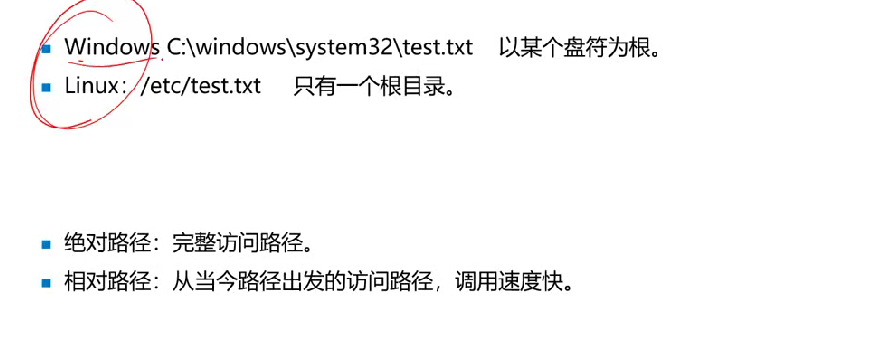 Windows C:\windows\system32\test.txt 以某个盘符为根。
Linux：/etc/test.txt 只有一个根目录。
绝对路径：完整访问路径。
相对路径：从当今路径出发的访问路径，调用速度快。